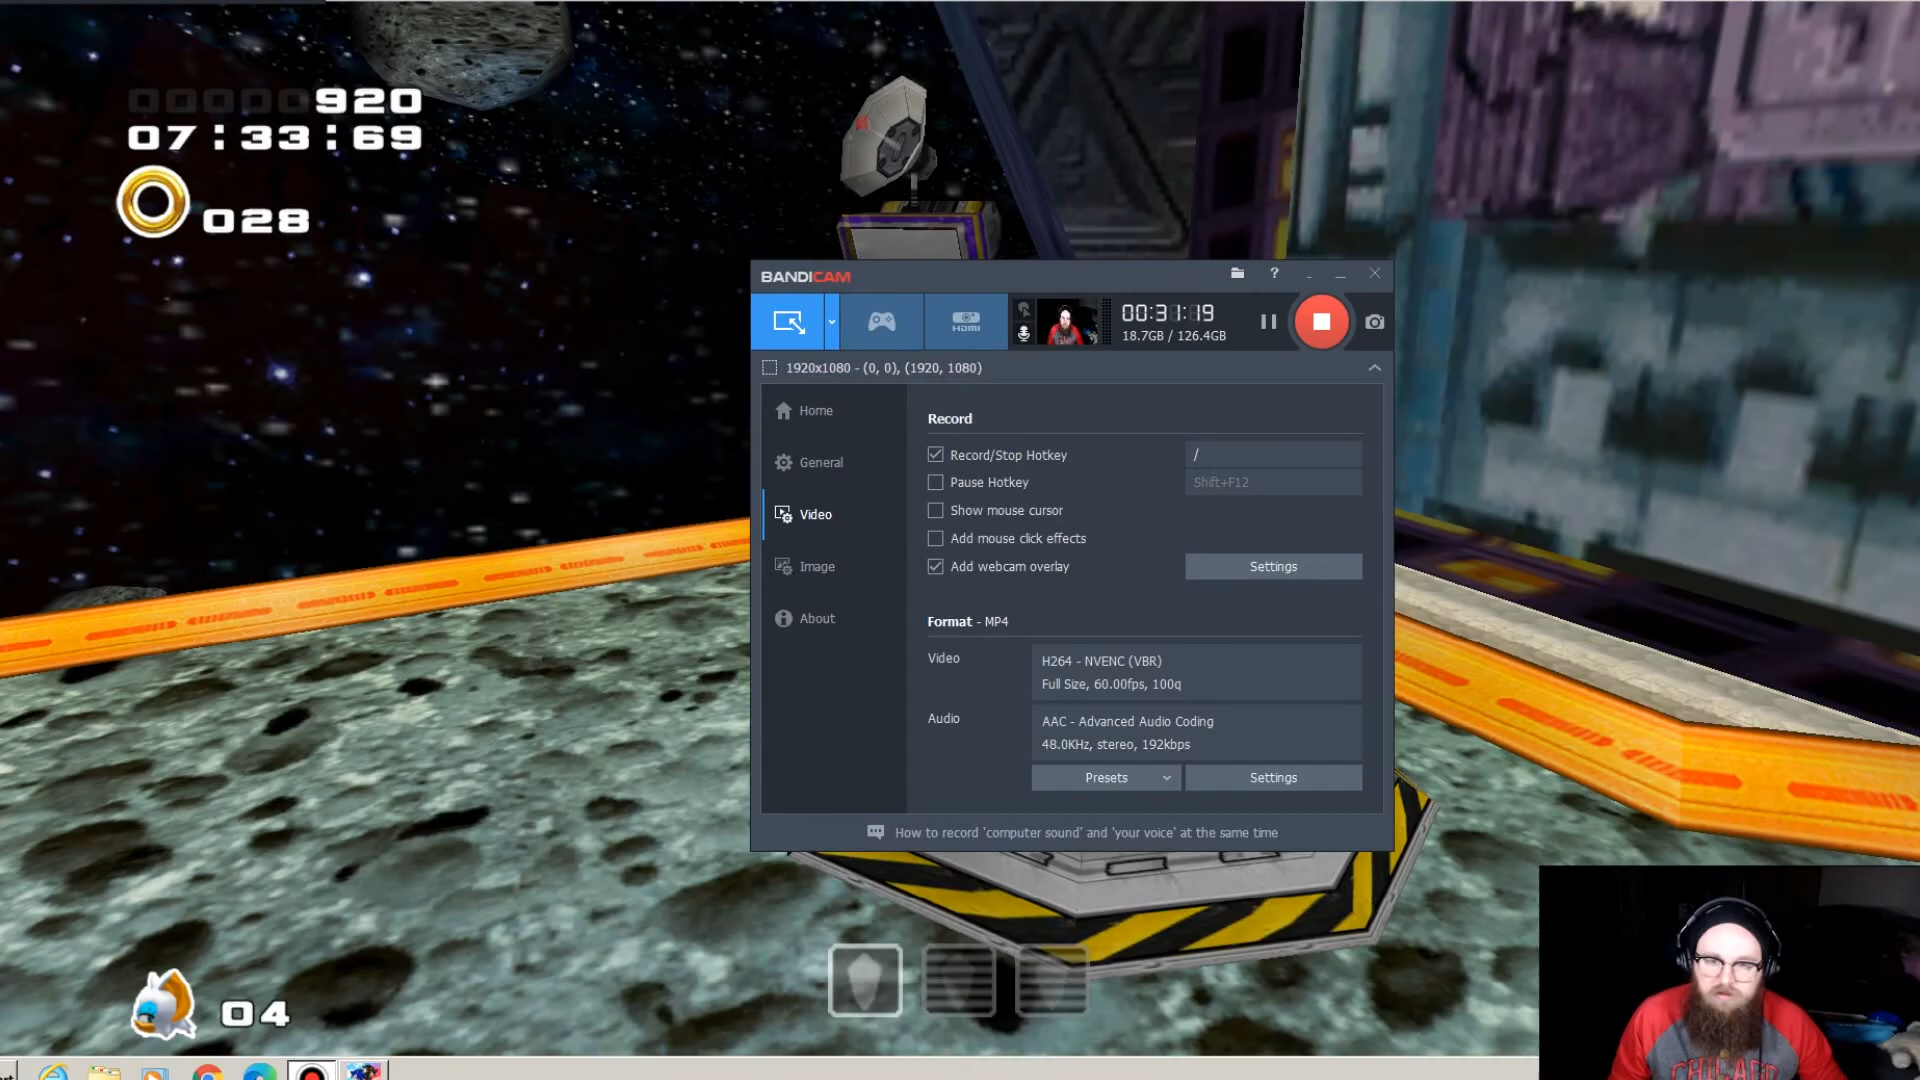 00000920
07:33:69
028
BANDICAM
?
HDMI
00:31:19
18.7GB / 126.4GB
1920x1080 - (0, 0), (1920, 1080)
Home
General
Video
Image
About
Record
Record/Stop Hotkey
/
Pause Hotkey
Shift+F12
Show mouse cursor
Add mouse click effects
Add webcam overlay
Settings
Format - MP4
Video
H264 - NVENC (VBR)
Full Size, 60.00fps, 100q
Audio
AAC - Advanced Audio Coding
48.0KHz, stereo, 192kbps
Presets
Settings
How to record 'computer sound' and 'your voice' at the same time
04
CHICAGO